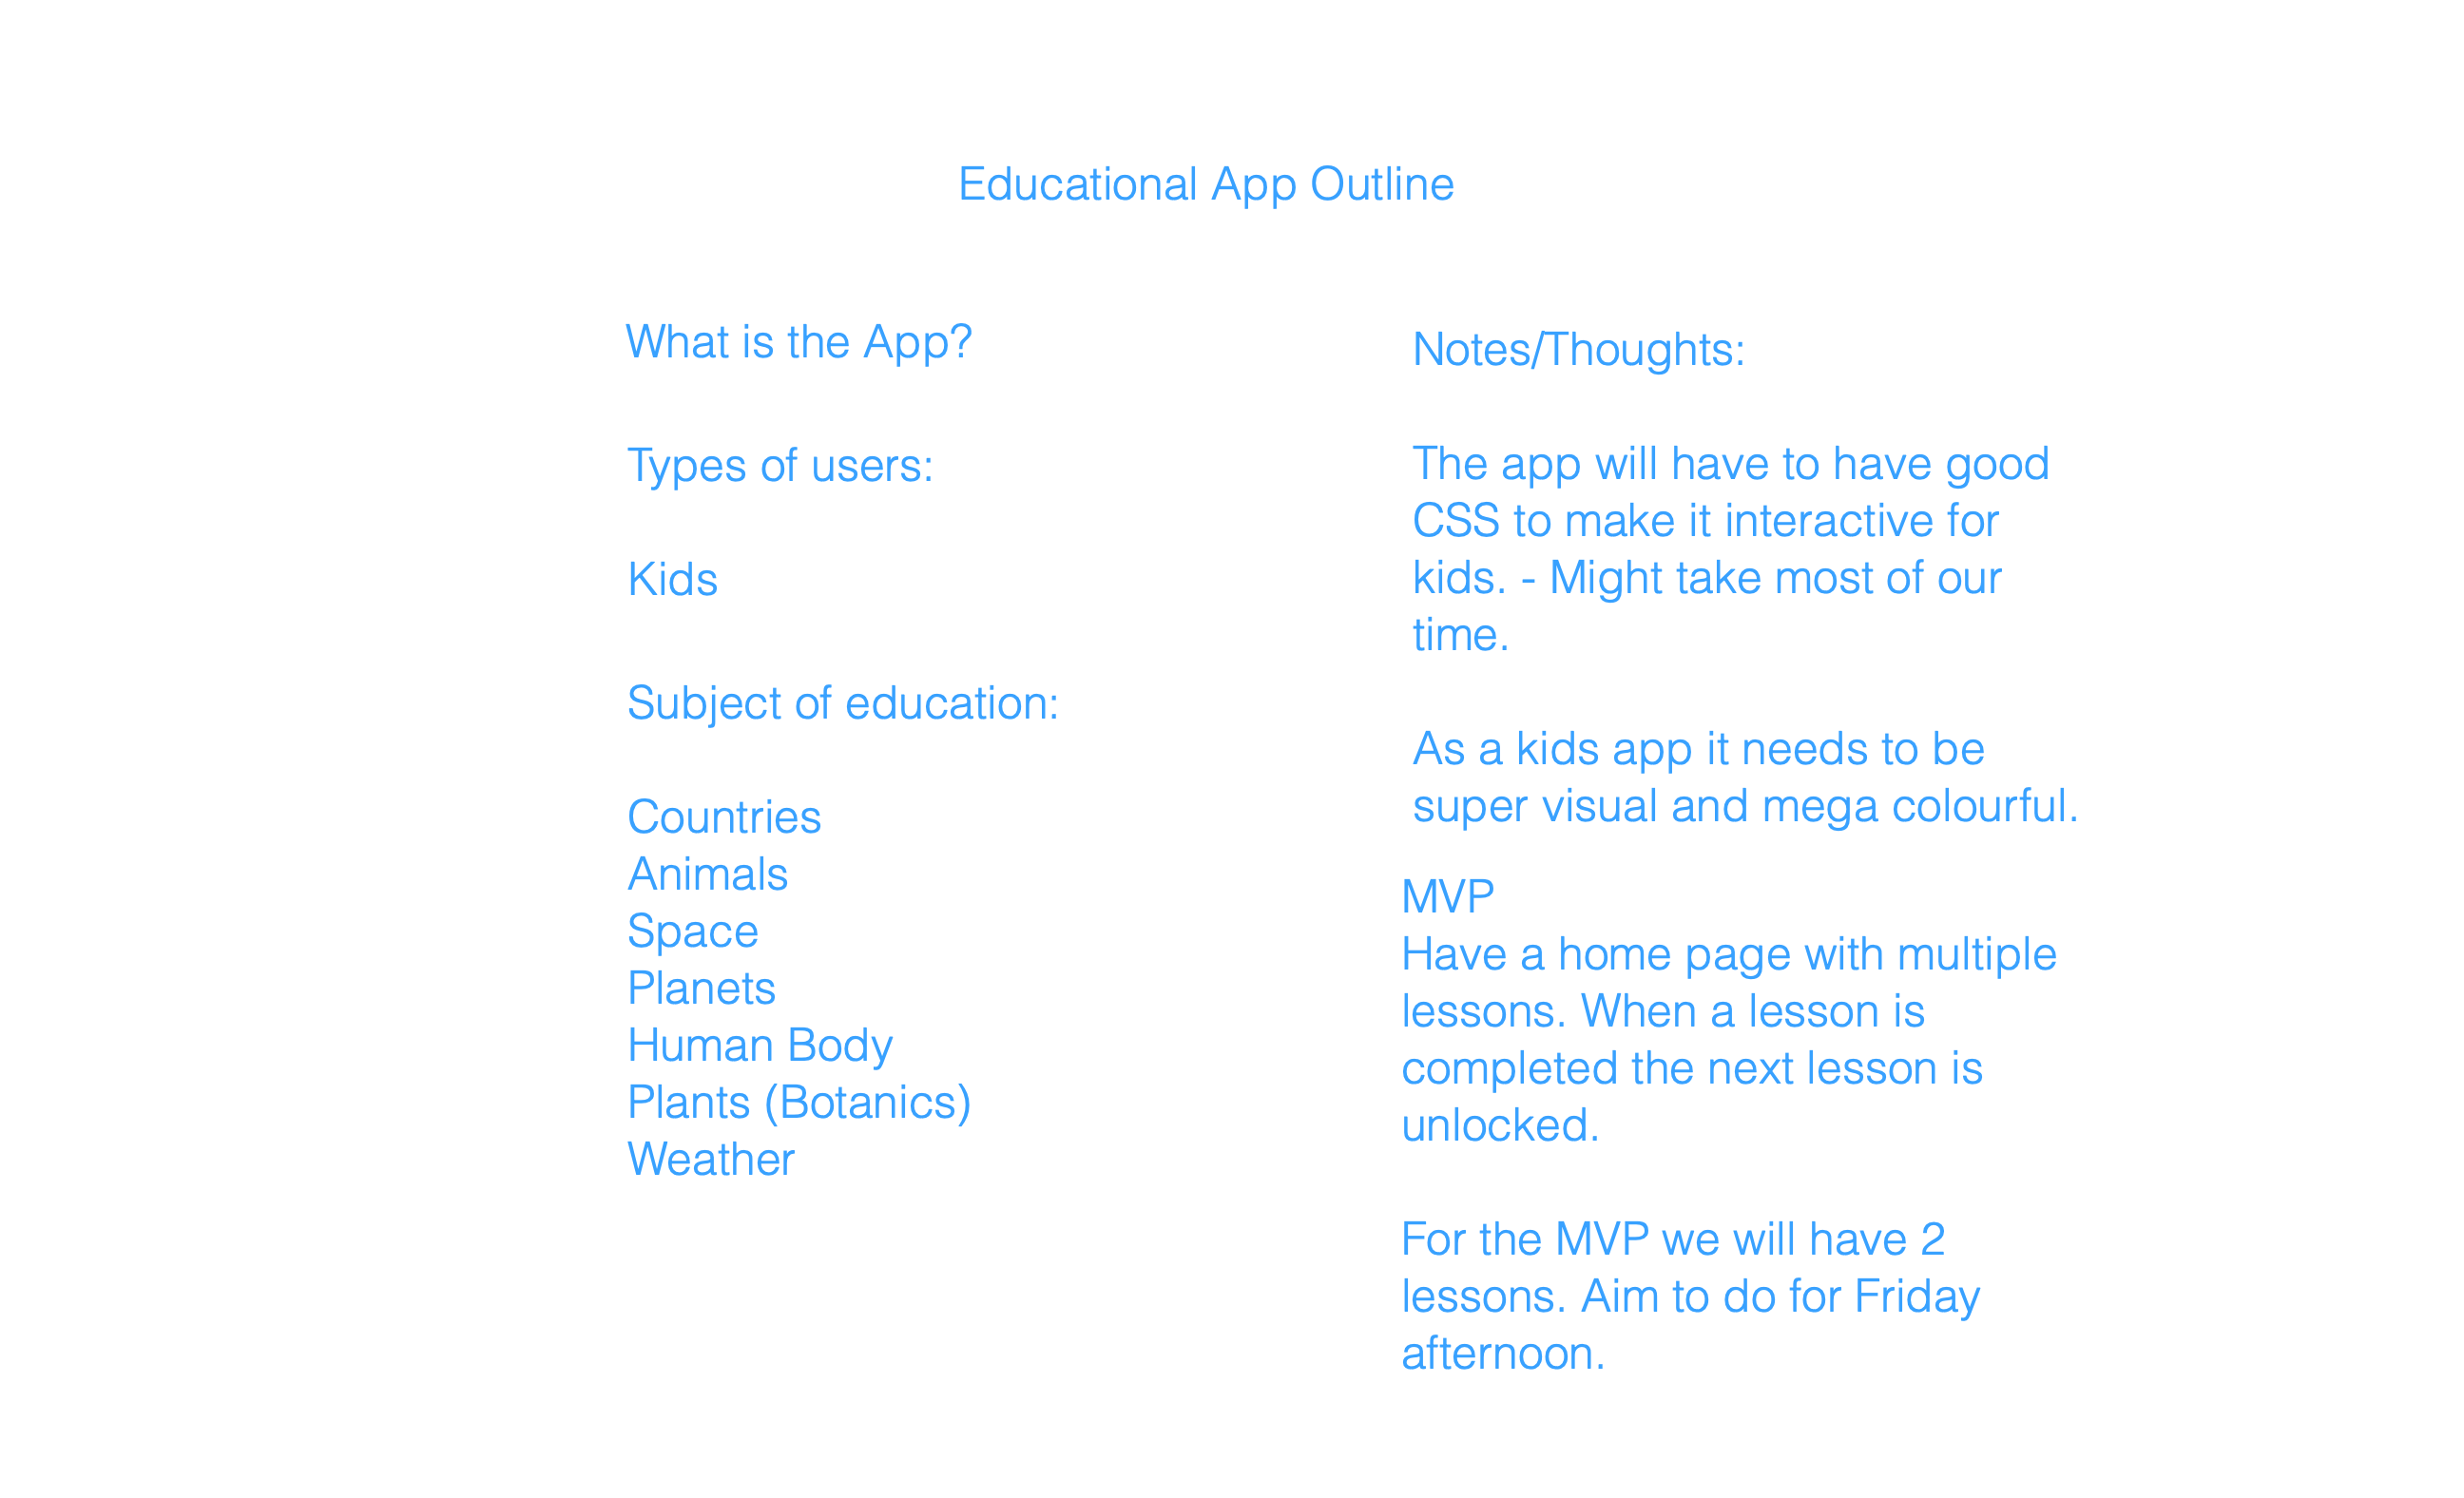 Educational App Outline
What is the App?
Types of users:
Kids
Subject of education:
Countries
Animals
Space
Planets
Human Body
Plants (Botanics)
Weather
Notes/Thoughts:
The app will have to have good
CSS to make it interactive for
kids. - Might take most of our
time.
As a kids app it needs to be
super visual and mega colourful.
MVP
Have a home page with multiple
lessons. When a lesson is
completed the next lesson is
unlocked.
For the MVP we will have 2
lessons. Aim to do for Friday
afternoon.